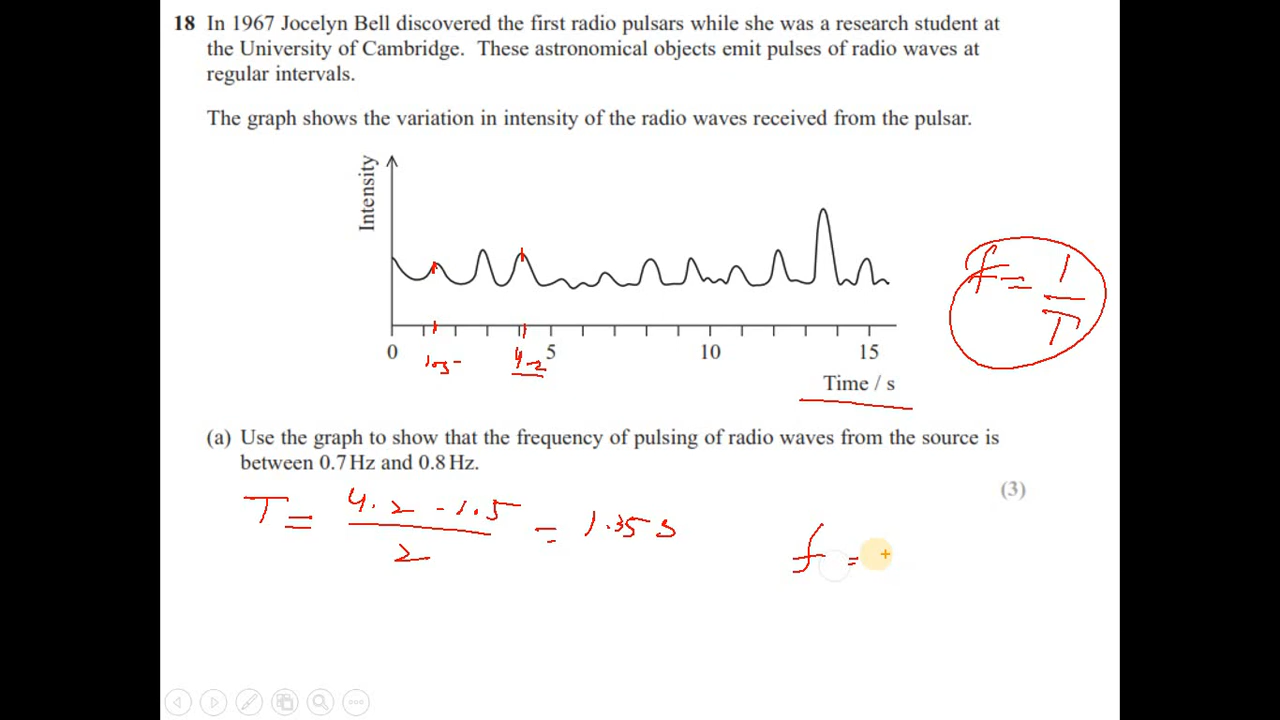 18 In 1967 Jocelyn Bell discovered the first radio pulsars while she was a research student at
the University of Cambridge. These astronomical objects emit pulses of radio waves at
regular intervals.
The graph shows the variation in intensity of the radio waves received from the pulsar.
Intensity
f = 1/T
0 5 10 15
1.5 4.2
Time / s
(a) Use the graph to show that the frequency of pulsing of radio waves from the source is
between 0.7 Hz and 0.8 Hz.
(3)
T = 4.2 - 1.5 / 2 = 1.35 s
f =